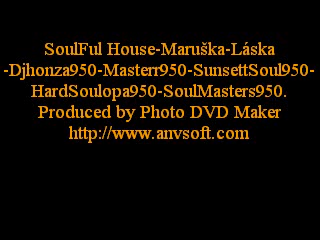 SoulFul House-Maruška-Láska
-Djhonza950-Masterr950-SunsettSoul950-
HardSoulopa950-SoulMasters950.
Produced by Photo DVD Maker
http://www.anvsoft.com